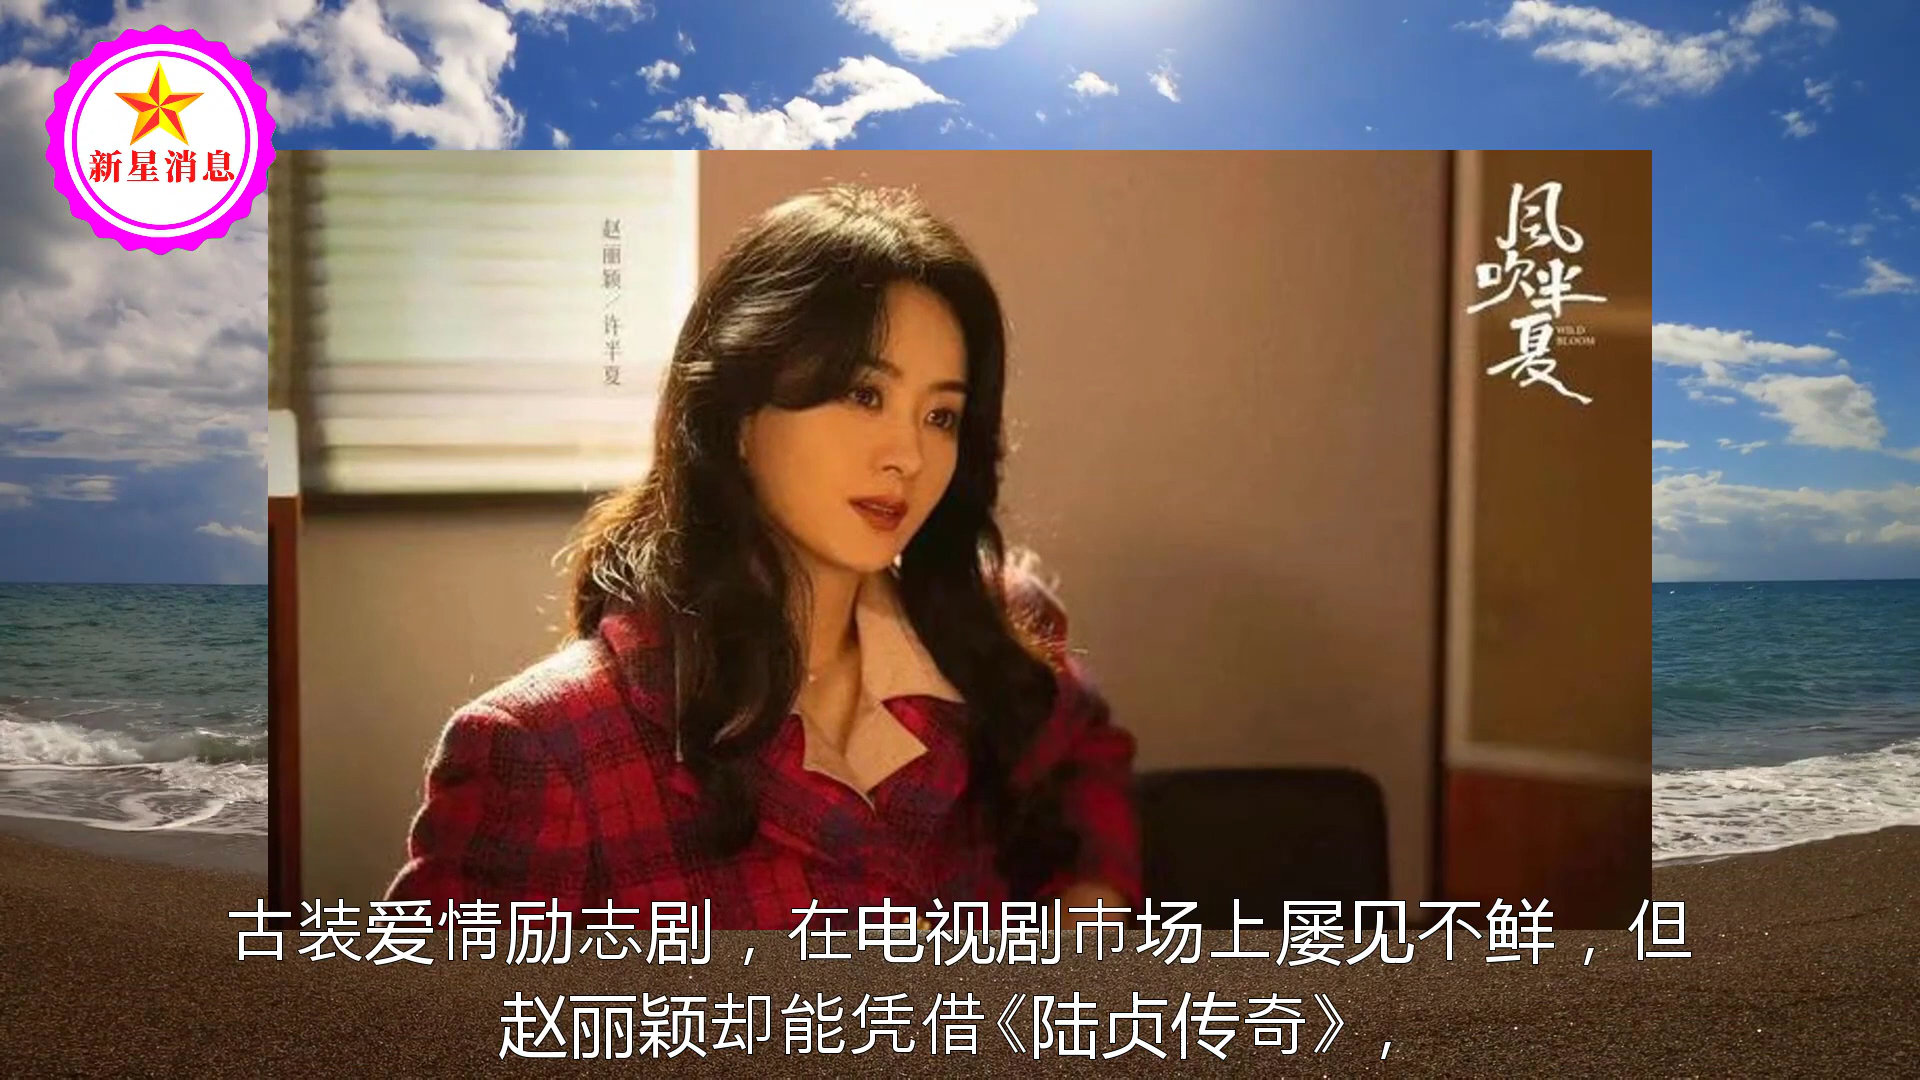 新星消息
赵丽颖／许半夏
风吹半夏
WILD
BLOOM
古装爱情励志剧，在电视剧市场上屡见不鲜，但
赵丽颖却能凭借《陆贞传奇》，